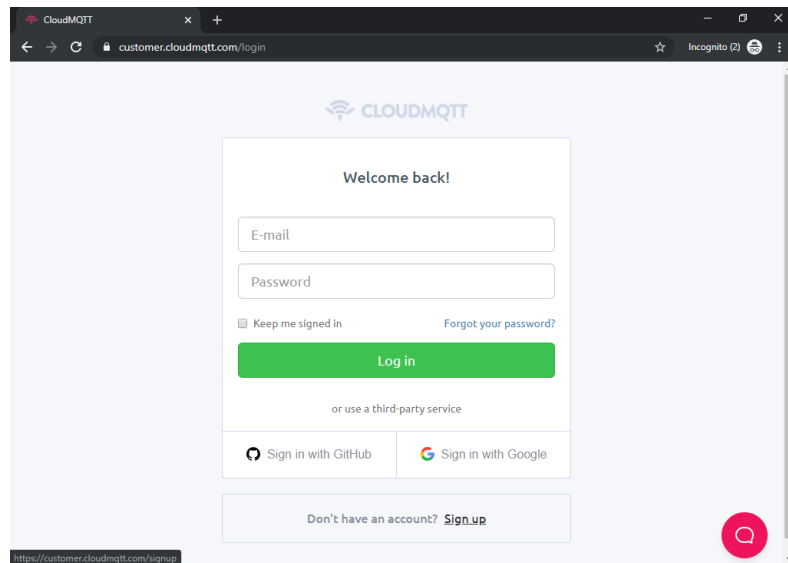 CloudMQTT
customer.cloudmqtt.com/login
Incognito (2)
CLOUDMQTT
Welcome back!
E-mail
Password
Keep me signed in
Forgot your password?
Log in
or use a third-party service
Sign in with GitHub
Sign in with Google
Don't have an account? Sign up
https://customer.cloudmqtt.com/signup